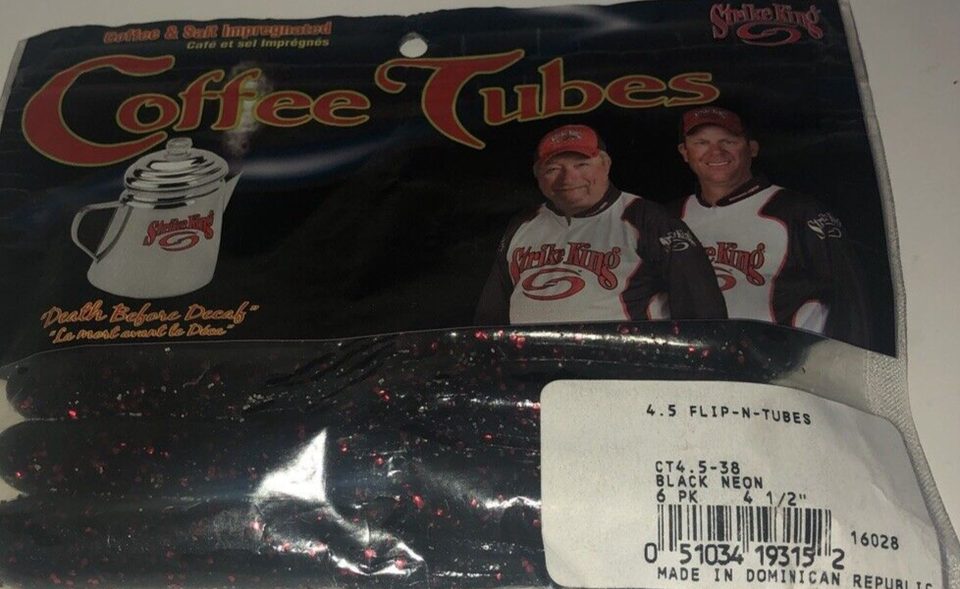 Coffee & Salt Impregnated
Café et sel Imprégnés
Strike King
Coffee Tubes
Strike King
Strike King
Strike King
"Death Before Decaf"
"La mort avant le Déca"
4.5 FLIP-N-TUBES
CT4.5-38
BLACK NEON
6 PK 4 1/2"
16028
0 51034 19315 2
MADE IN DOMINICAN REPUBLIC